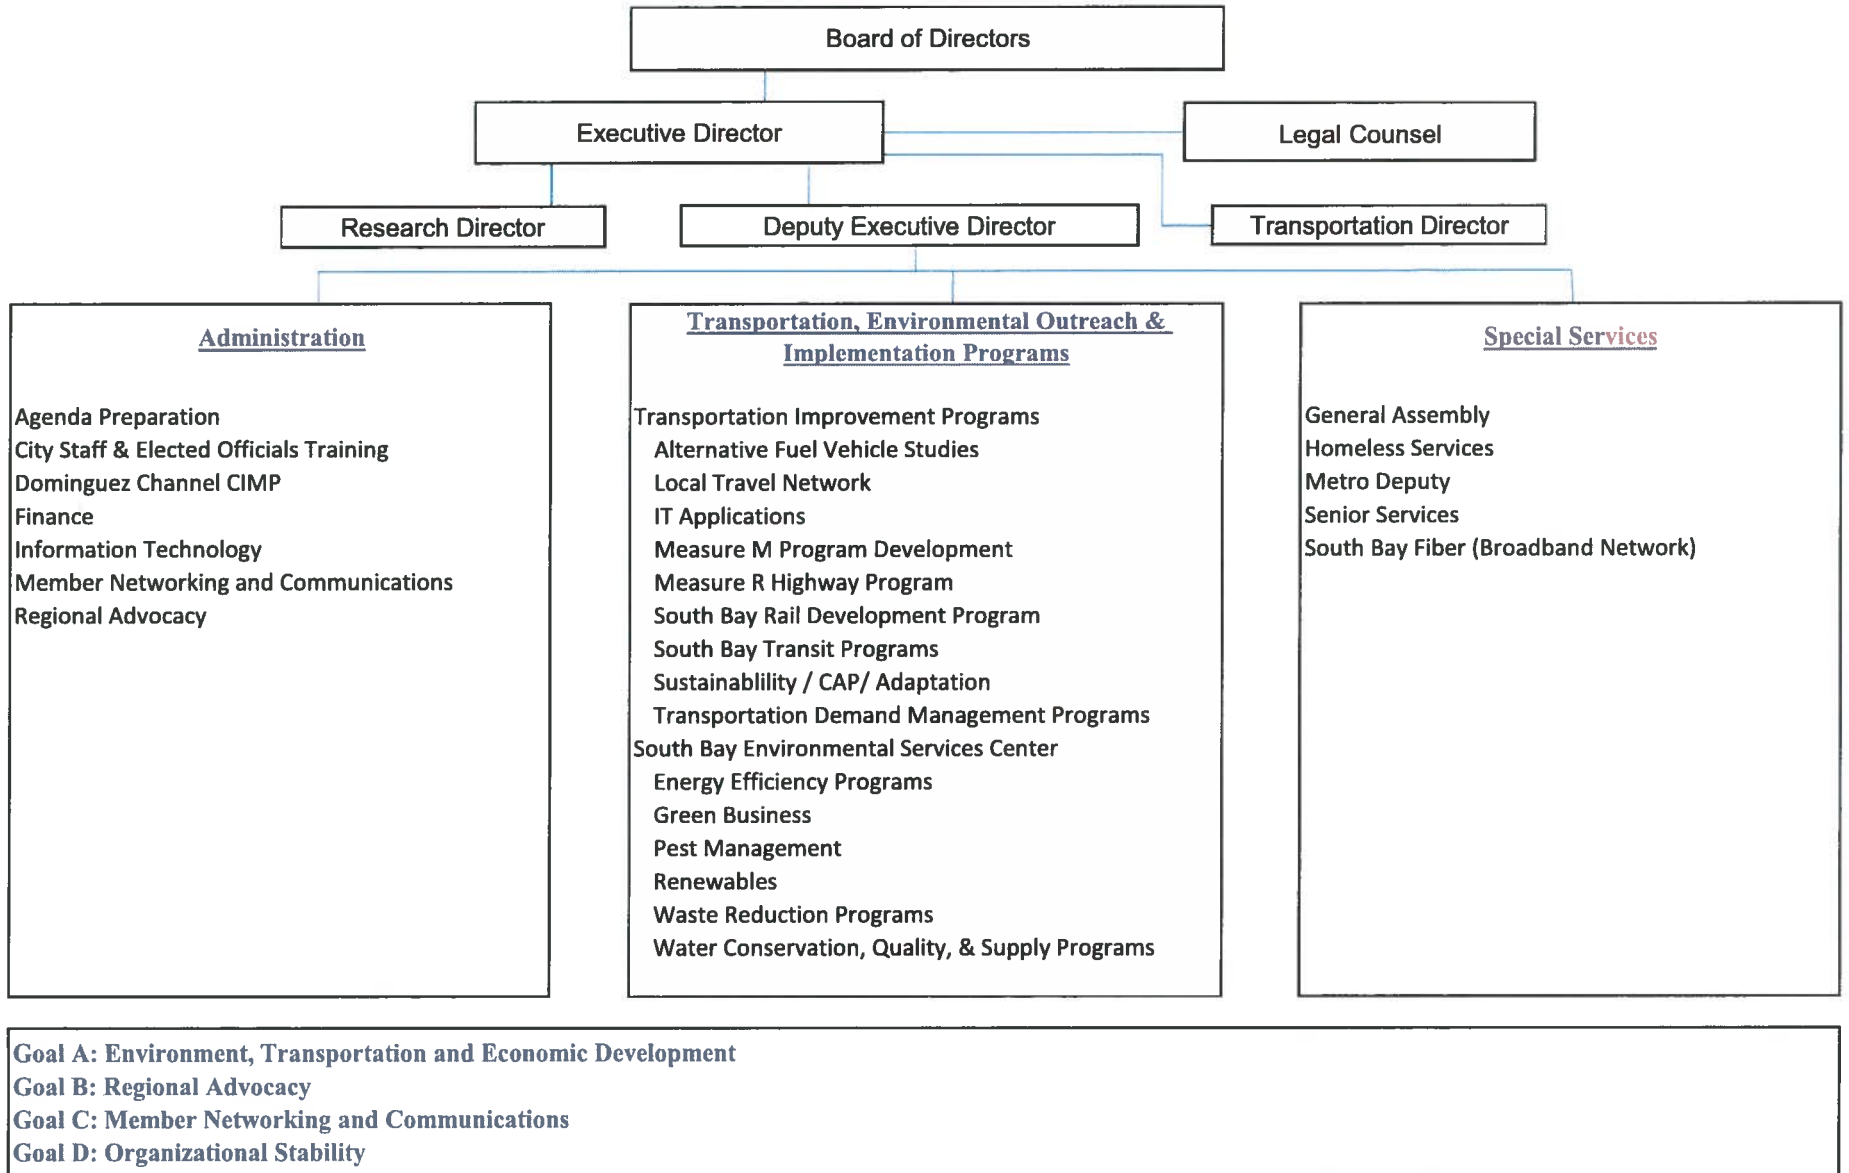 Board of Directors
Executive Director
Legal Counsel
Research Director
Deputy Executive Director
Transportation Director
Administration
Agenda Preparation
City Staff & Elected Officials Training
Dominguez Channel CIMP
Finance
Information Technology
Member Networking and Communications
Regional Advocacy
Transportation, Environmental Outreach &
Implementation Programs
Transportation Improvement Programs
Alternative Fuel Vehicle Studies
Local Travel Network
IT Applications
Measure M Program Development
Measure R Highway Program
South Bay Rail Development Program
South Bay Transit Programs
Sustainablility / CAP/ Adaptation
Transportation Demand Management Programs
South Bay Environmental Services Center
Energy Efficiency Programs
Green Business
Pest Management
Renewables
Waste Reduction Programs
Water Conservation, Quality, & Supply Programs
Special Services
General Assembly
Homeless Services
Metro Deputy
Senior Services
South Bay Fiber (Broadband Network)
Goal A: Environment, Transportation and Economic Development
Goal B: Regional Advocacy
Goal C: Member Networking and Communications
Goal D: Organizational Stability